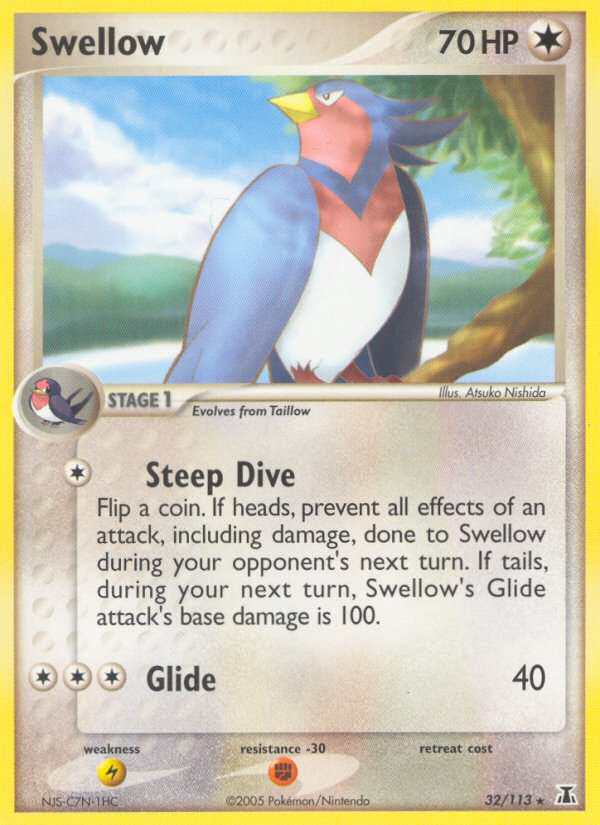 Swellow 70 HP
Illus. Atsuko Nishida
STAGE 1
Evolves from Taillow
Steep Dive
Flip a coin. If heads, prevent all effects of an
attack, including damage, done to Swellow
during your opponent's next turn. If tails,
during your next turn, Swellow's Glide
attack's base damage is 100.
Glide 40
weakness resistance -30 retreat cost
NJS-C7N-1HC ©2005 Pokémon/Nintendo 32/113 ★